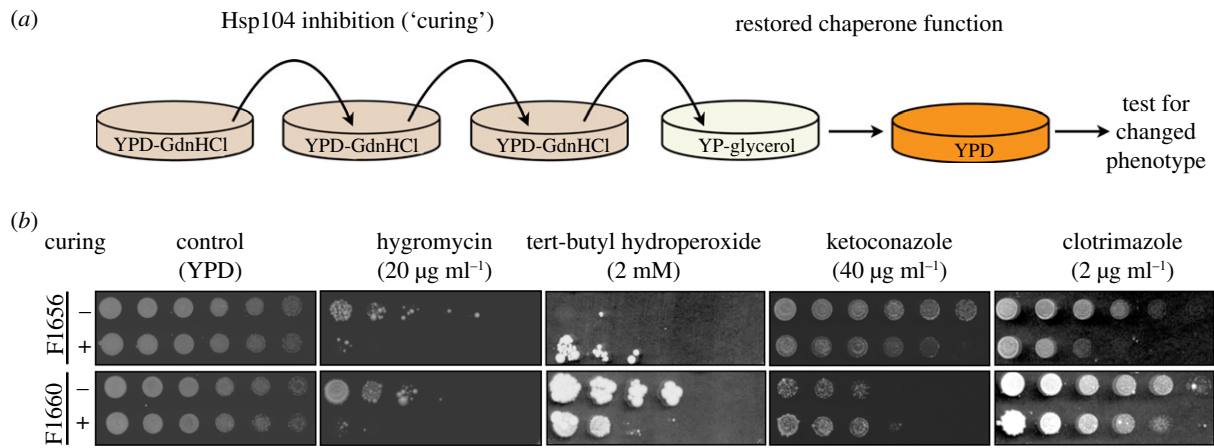 (a)
Hsp104 inhibition (‘curing’)
restored chaperone function
YPD-GdnHCl
YPD-GdnHCl
YPD-GdnHCl
YP-glycerol
YPD
test for
changed
phenotype
(b)
curing
control
(YPD)
hygromycin
(20 µg ml⁻¹)
tert-butyl hydroperoxide
(2 mM)
ketoconazole
(40 µg ml⁻¹)
clotrimazole
(2 µg ml⁻¹)
F1656
–
+
F1660
–
+